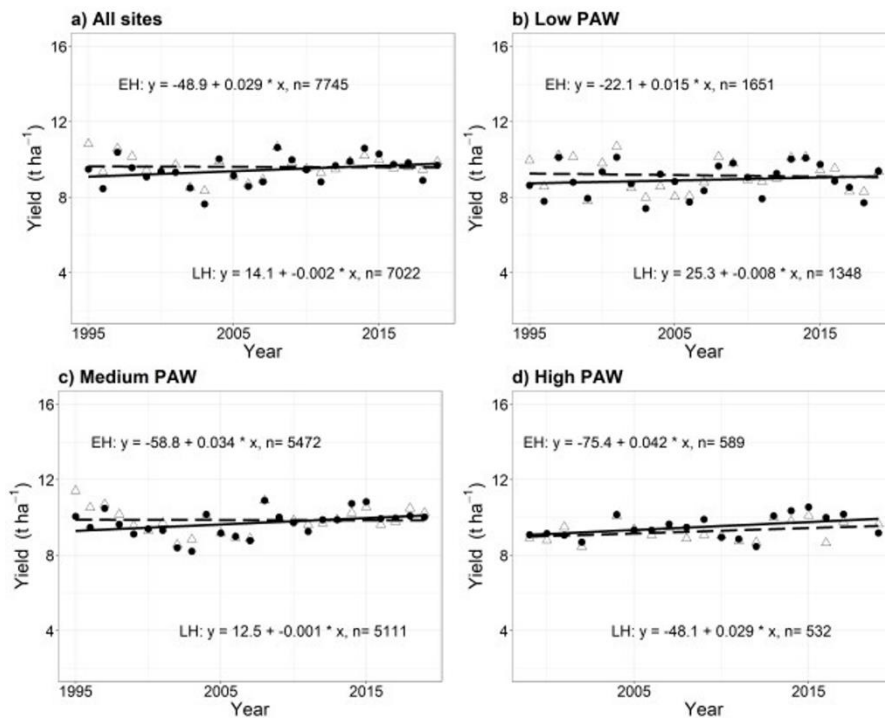 a) All sites
16
12
8
4
Yield (t ha⁻¹)
EH: y = -48.9 + 0.029 * x, n= 7745
LH: y = 14.1 + -0.002 * x, n= 7022
1995
2005
2015
Year
b) Low PAW
16
12
8
4
Yield (t ha⁻¹)
EH: y = -22.1 + 0.015 * x, n= 1651
LH: y = 25.3 + -0.008 * x, n= 1348
1995
2005
2015
Year
c) Medium PAW
16
12
8
4
Yield (t ha⁻¹)
EH: y = -58.8 + 0.034 * x, n= 5472
LH: y = 12.5 + -0.001 * x, n= 5111
1995
2005
2015
Year
d) High PAW
16
12
8
4
Yield (t ha⁻¹)
EH: y = -75.4 + 0.042 * x, n= 589
LH: y = -48.1 + 0.029 * x, n= 532
2005
2015
Year